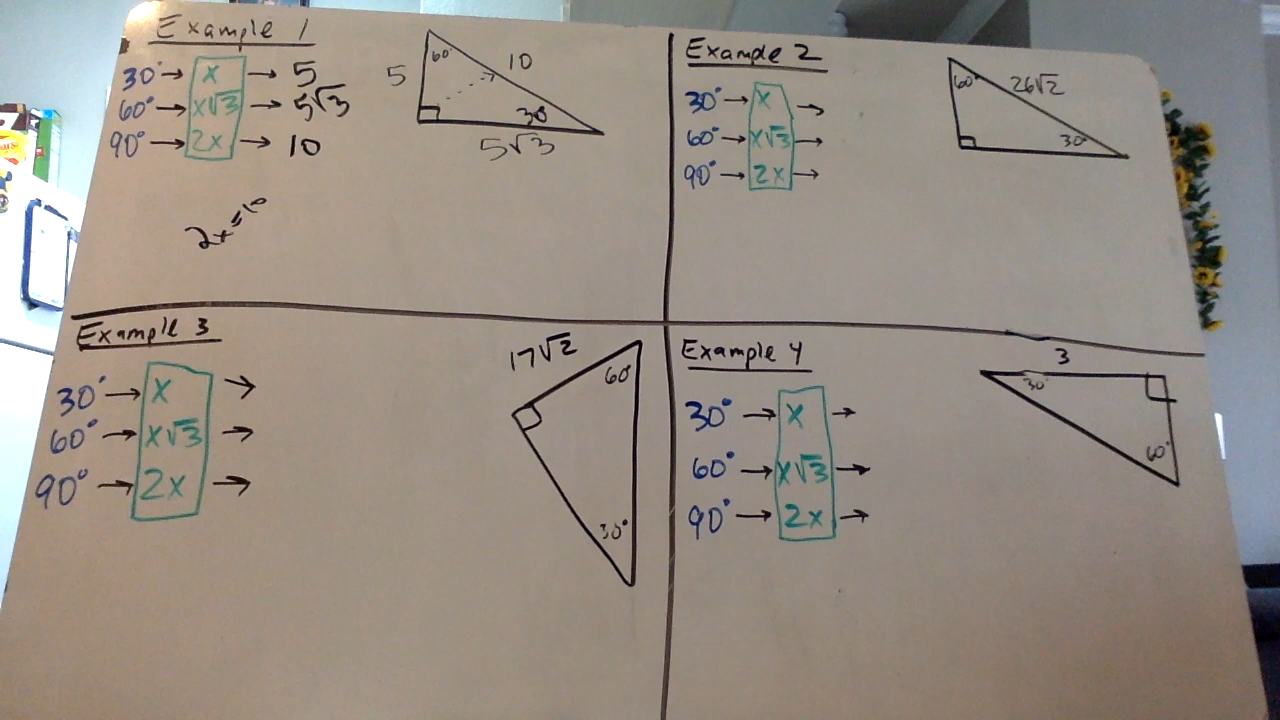 Example 1
30° → x → 5
60° → x√3 → 5√3
90° → 2x → 10
2x = 10
5
60°
10
30°
5√3
Example 2
30° → x →
60° → x√3 →
90° → 2x →
60°
26√2
30°
Example 3
30° → x →
60° → x√3 →
90° → 2x →
17√2
60°
30°
Example 4
30° → x →
60° → x√3 →
90° → 2x →
3
30°
60°